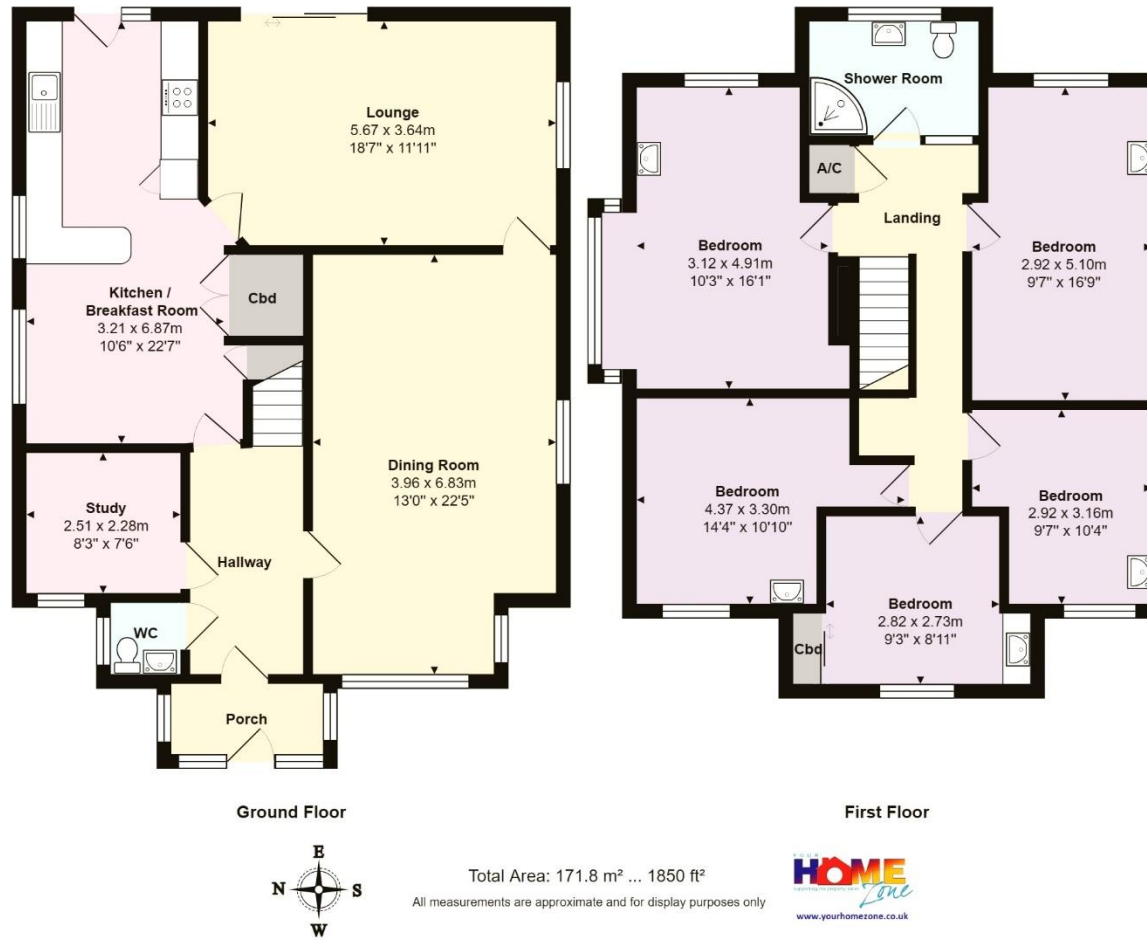 Lounge
5.67 x 3.64m
18'7" x 11'11"
Kitchen /
Breakfast Room
3.21 x 6.87m
10'6" x 22'7"
Cbd
Dining Room
3.96 x 6.83m
13'0" x 22'5"
Study
2.51 x 2.28m
8'3" x 7'6"
Hallway
WC
Porch
Ground Floor
Shower Room
A/C
Landing
Bedroom
3.12 x 4.91m
10'3" x 16'1"
Bedroom
2.92 x 5.10m
9'7" x 16'9"
Bedroom
4.37 x 3.30m
14'4" x 10'10"
Bedroom
2.92 x 3.16m
9'7" x 10'4"
Bedroom
2.82 x 2.73m
9'3" x 8'11"
Cbd
First Floor
E
N
S
W
Total Area: 171.8 m² ... 1850 ft²
All measurements are approximate and for display purposes only
YOUR
HOME
Zone
www.yourhomezone.co.uk